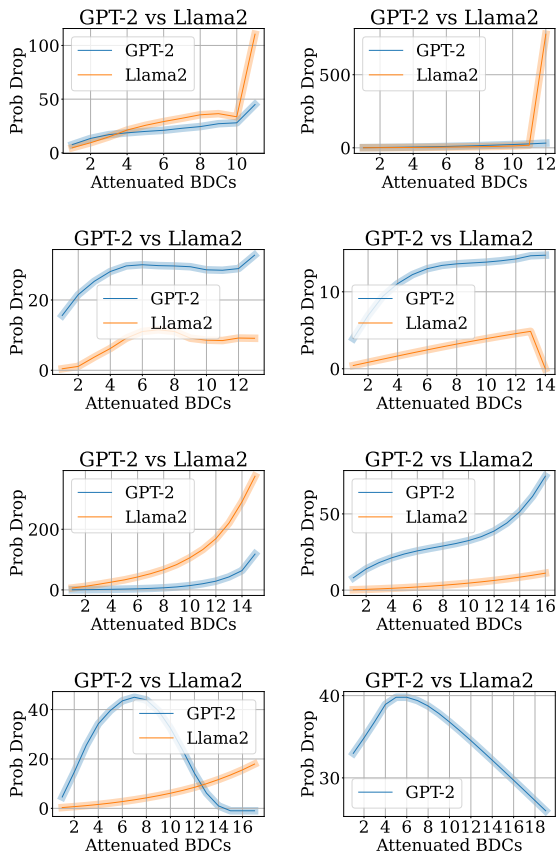 GPT-2 vs Llama2
Prob Drop
100
50
0
GPT-2
Llama2
2 4 6 8 10
Attenuated BDCs
GPT-2 vs Llama2
Prob Drop
500
0
GPT-2
Llama2
2 4 6 8 10 12
Attenuated BDCs
GPT-2 vs Llama2
Prob Drop
20
0
GPT-2
Llama2
2 4 6 8 10 12
Attenuated BDCs
GPT-2 vs Llama2
Prob Drop
10
0
GPT-2
Llama2
2 4 6 8 10 12 14
Attenuated BDCs
GPT-2 vs Llama2
Prob Drop
200
0
GPT-2
Llama2
2 4 6 8 10 12 14
Attenuated BDCs
GPT-2 vs Llama2
Prob Drop
50
0
GPT-2
Llama2
2 4 6 8 10 12 14 16
Attenuated BDCs
GPT-2 vs Llama2
Prob Drop
40
20
0
GPT-2
Llama2
2 4 6 8 10 12 14 16
Attenuated BDCs
GPT-2 vs Llama2
Prob Drop
40
30
GPT-2
2 4 6 8 10 12 14 16 18
Attenuated BDCs